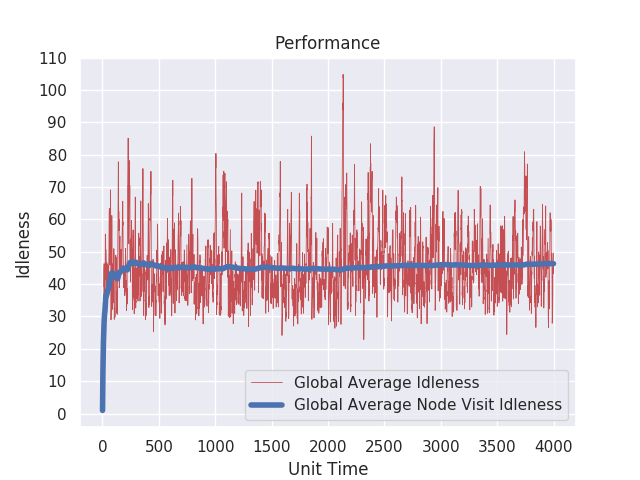 Performance
110
100
90
80
70
60
50
40
30
20
10
0
Idleness
0 500 1000 1500 2000 2500 3000 3500 4000
Unit Time
Global Average Idleness
Global Average Node Visit Idleness